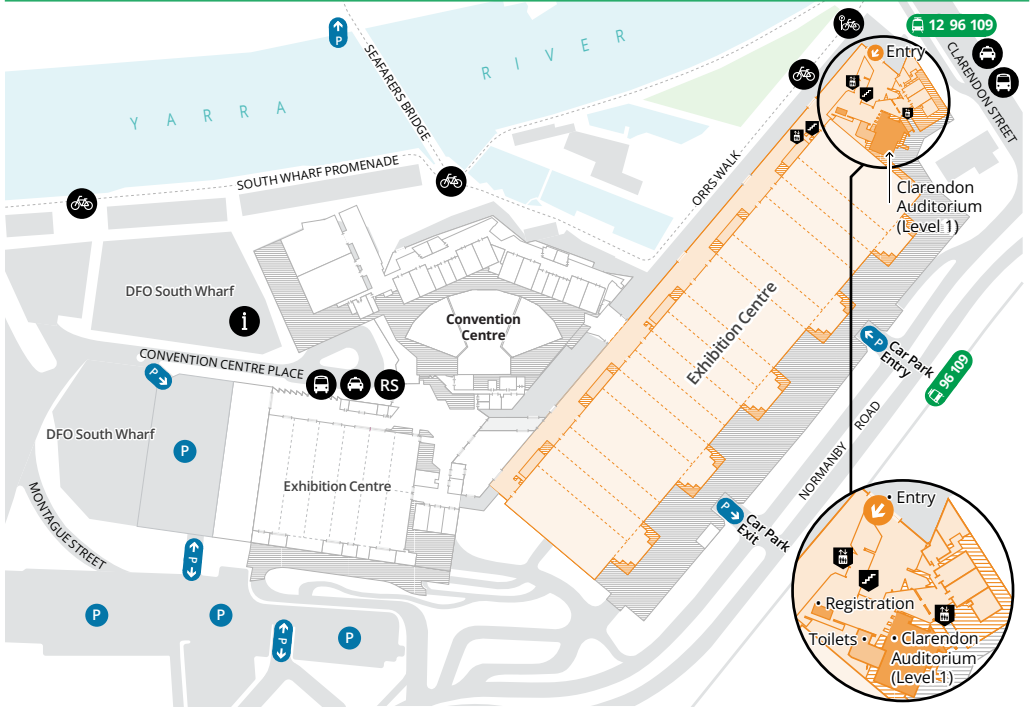 P
12 96 109
SEAFARERS BRIDGE
YARRA RIVER
CLARENDON STREET
Entry
SOUTH WHARF PROMENADE
ORRS WALK
Clarendon
Auditorium
(Level 1)
DFO South Wharf
i
Convention
Centre
Exhibition Centre
P
Car Park
Entry
96 109
CONVENTION CENTRE PLACE
P
RS
DFO South Wharf
P
Exhibition Centre
NORMANBY ROAD
MONTAGUE STREET
P
Car Park
Exit
Entry
P
P
P
P
P
Registration
Toilets
Clarendon
Auditorium
(Level 1)